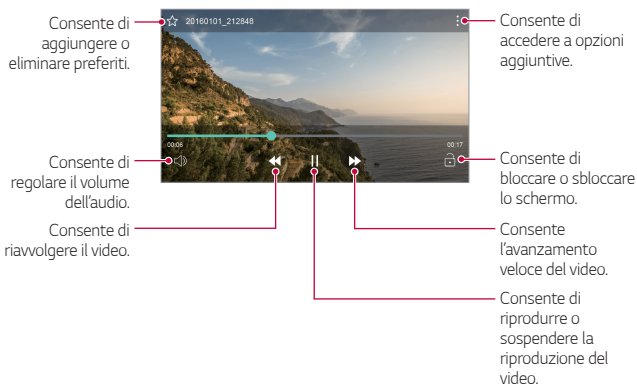 Consente di
aggiungere o
eliminare preferiti.
20160101_212848
Consente di
accedere a opzioni
aggiuntive.
00:06
00:17
Consente di
regolare il volume
dell'audio.
Consente di
bloccare o sbloccare
lo schermo.
Consente di
riavvolgere il video.
Consente
l'avanzamento
veloce del video.
Consente di
riprodurre o
sospendere la
riproduzione del
video.